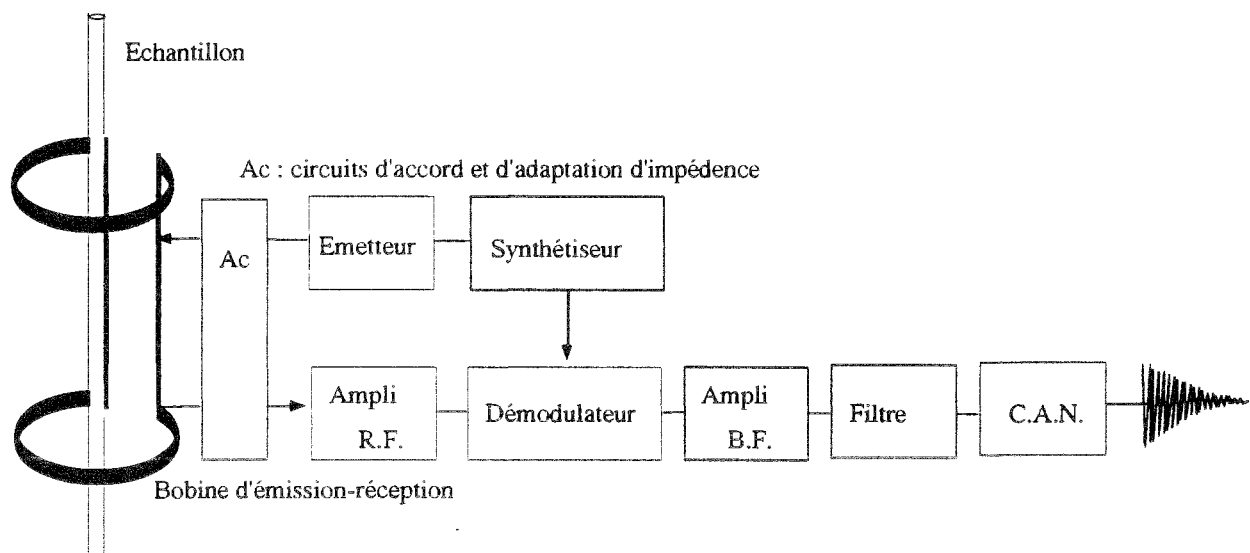 Echantillon
Ac : circuits d'accord et d'adaptation d'impédence
Ac
Emetteur
Synthétiseur
Ampli
R.F.
Démodulateur
Ampli
B.F.
Filtre
C.A.N.
Bobine d'émission-réception